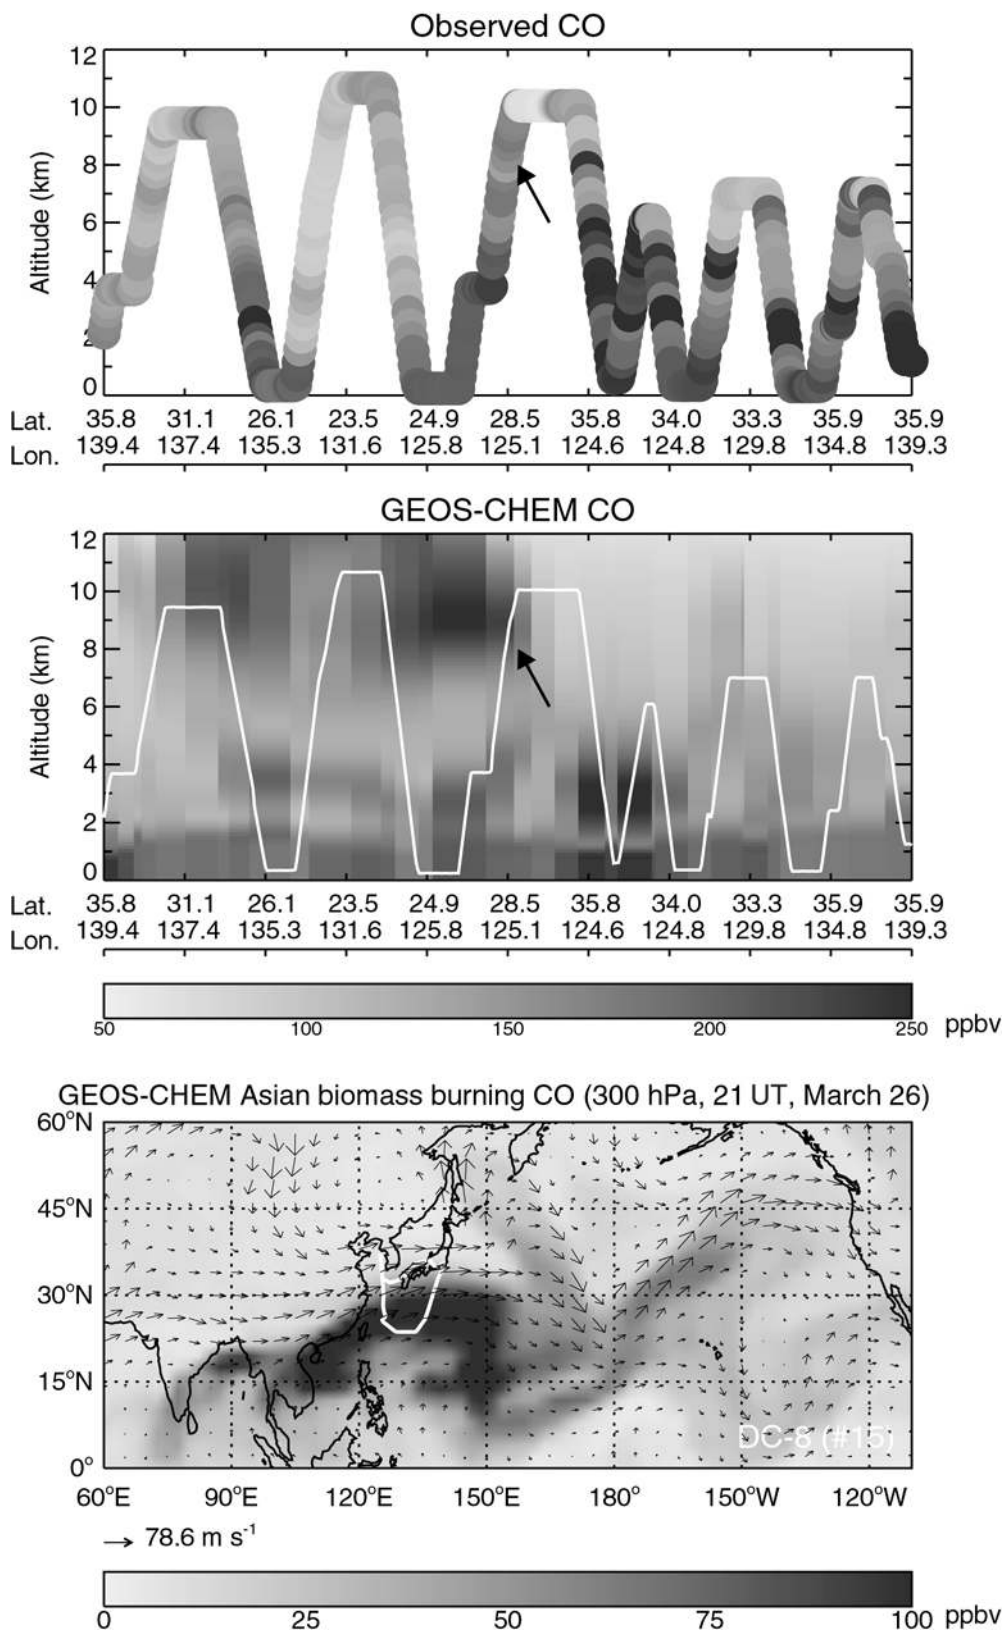 Observed CO
12
10
8
6
4
2
0
Altitude (km)
Lat. 35.8 31.1 26.1 23.5 24.9 28.5 35.8 34.0 33.3 35.9 35.9
Lon. 139.4 137.4 135.3 131.6 125.8 125.1 124.6 124.8 129.8 134.8 139.3
GEOS-CHEM CO
12
10
8
6
4
2
0
Altitude (km)
Lat. 35.8 31.1 26.1 23.5 24.9 28.5 35.8 34.0 33.3 35.9 35.9
Lon. 139.4 137.4 135.3 131.6 125.8 125.1 124.6 124.8 129.8 134.8 139.3
50 100 150 200 250 ppbv
GEOS-CHEM Asian biomass burning CO (300 hPa, 21 UT, March 26)
60°N
45°N
30°N
15°N
0°
DC-8 (#15)
60°E 90°E 120°E 150°E 180° 150°W 120°W
78.6 m s⁻¹
0 25 50 75 100 ppbv